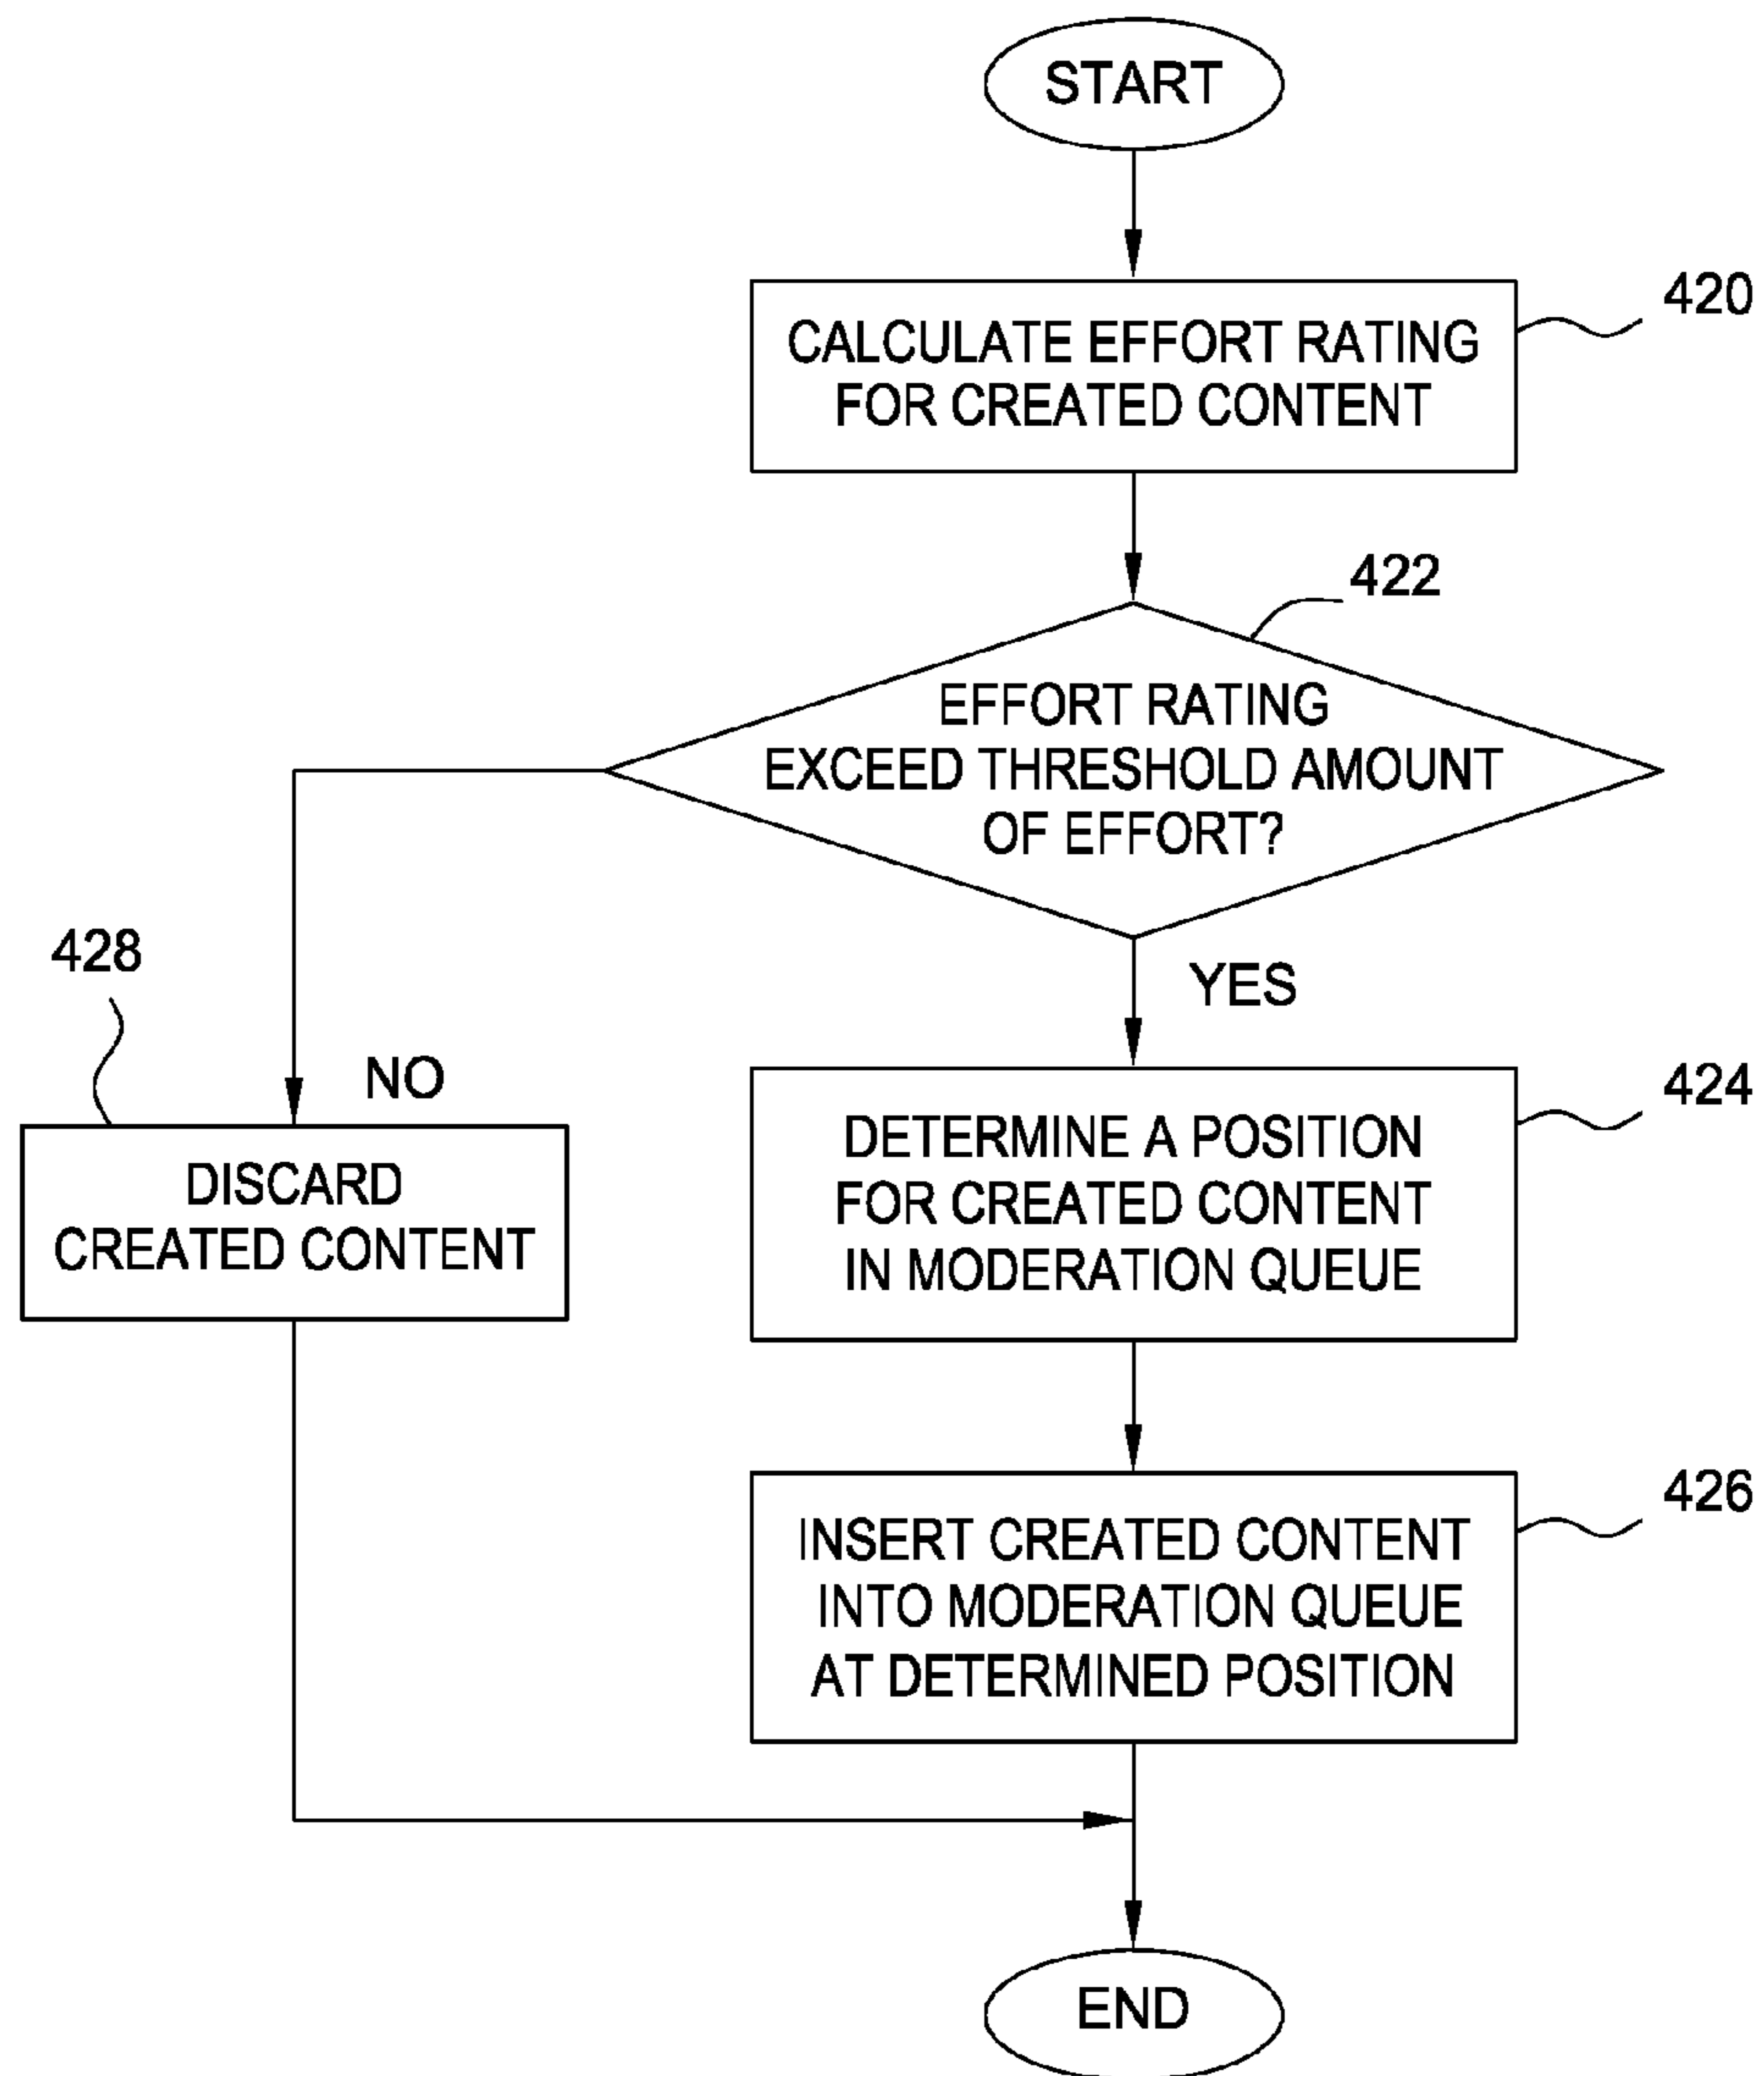 START
CALCULATE EFFORT RATING
FOR CREATED CONTENT
420
422
EFFORT RATING
EXCEED THRESHOLD AMOUNT
OF EFFORT?
428
NO
YES
DISCARD
CREATED CONTENT
424
DETERMINE A POSITION
FOR CREATED CONTENT
IN MODERATION QUEUE
426
INSERT CREATED CONTENT
INTO MODERATION QUEUE
AT DETERMINED POSITION
END